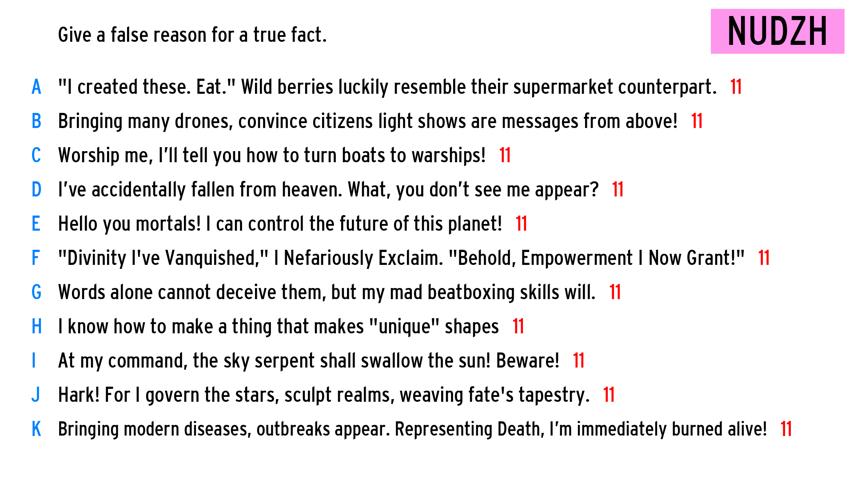 Give a false reason for a true fact.
NUDZH
A "I created these. Eat." Wild berries luckily resemble their supermarket counterpart. 11
B Bringing many drones, convince citizens light shows are messages from above! 11
C Worship me, I'll tell you how to turn boats to warships! 11
D I've accidentally fallen from heaven. What, you don't see me appear? 11
E Hello you mortals! I can control the future of this planet! 11
F "Divinity I've Vanquished," I Nefariously Exclaim. "Behold, Empowerment I Now Grant!" 11
G Words alone cannot deceive them, but my mad beatboxing skills will. 11
H I know how to make a thing that makes "unique" shapes 11
I At my command, the sky serpent shall swallow the sun! Beware! 11
J Hark! For I govern the stars, sculpt realms, weaving fate's tapestry. 11
K Bringing modern diseases, outbreaks appear. Representing Death, I'm immediately burned alive! 11